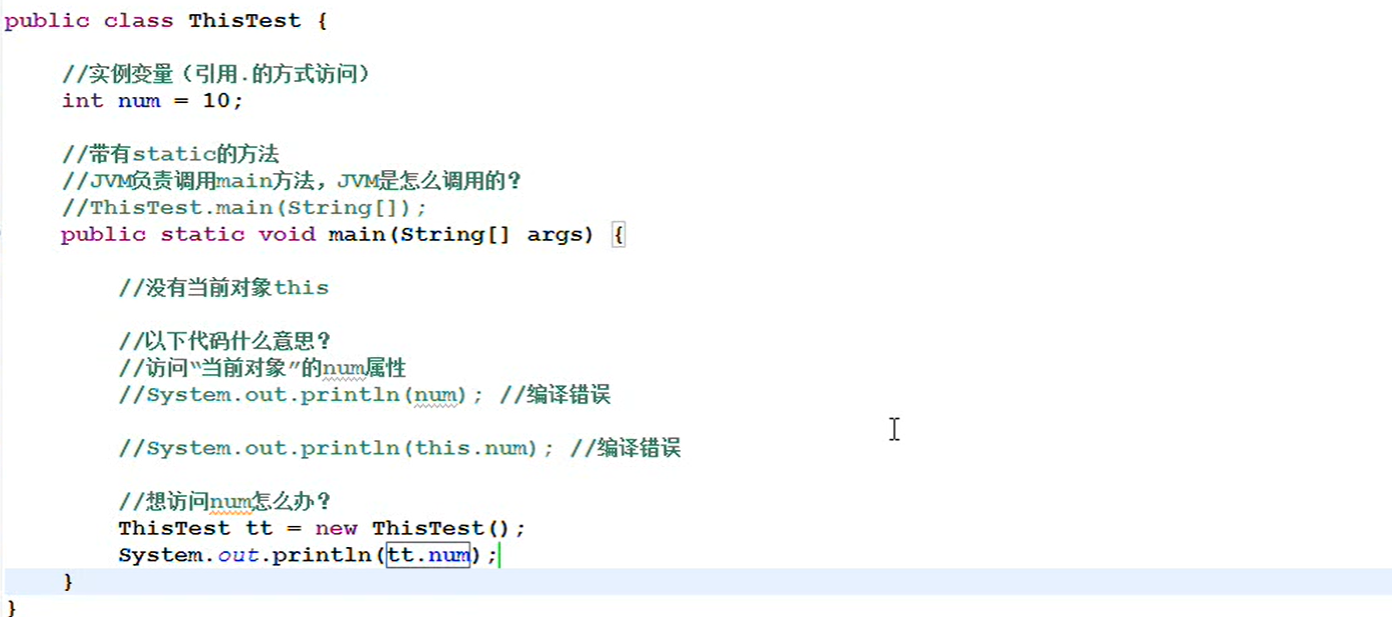 public class ThisTest {
//实例变量（引用.的方式访问）
int num = 10;
//带有static的方法
//JVM负责调用main方法，JVM是怎么调用的？
//ThisTest.main(String[]);
public static void main(String[] args) {
//没有当前对象this
//以下代码什么意思？
//访问“当前对象”的num属性
//System.out.println(num); //编译错误
//System.out.println(this.num); //编译错误
//想访问num怎么办？
ThisTest tt = new ThisTest();
System.out.println(tt.num);
}
}